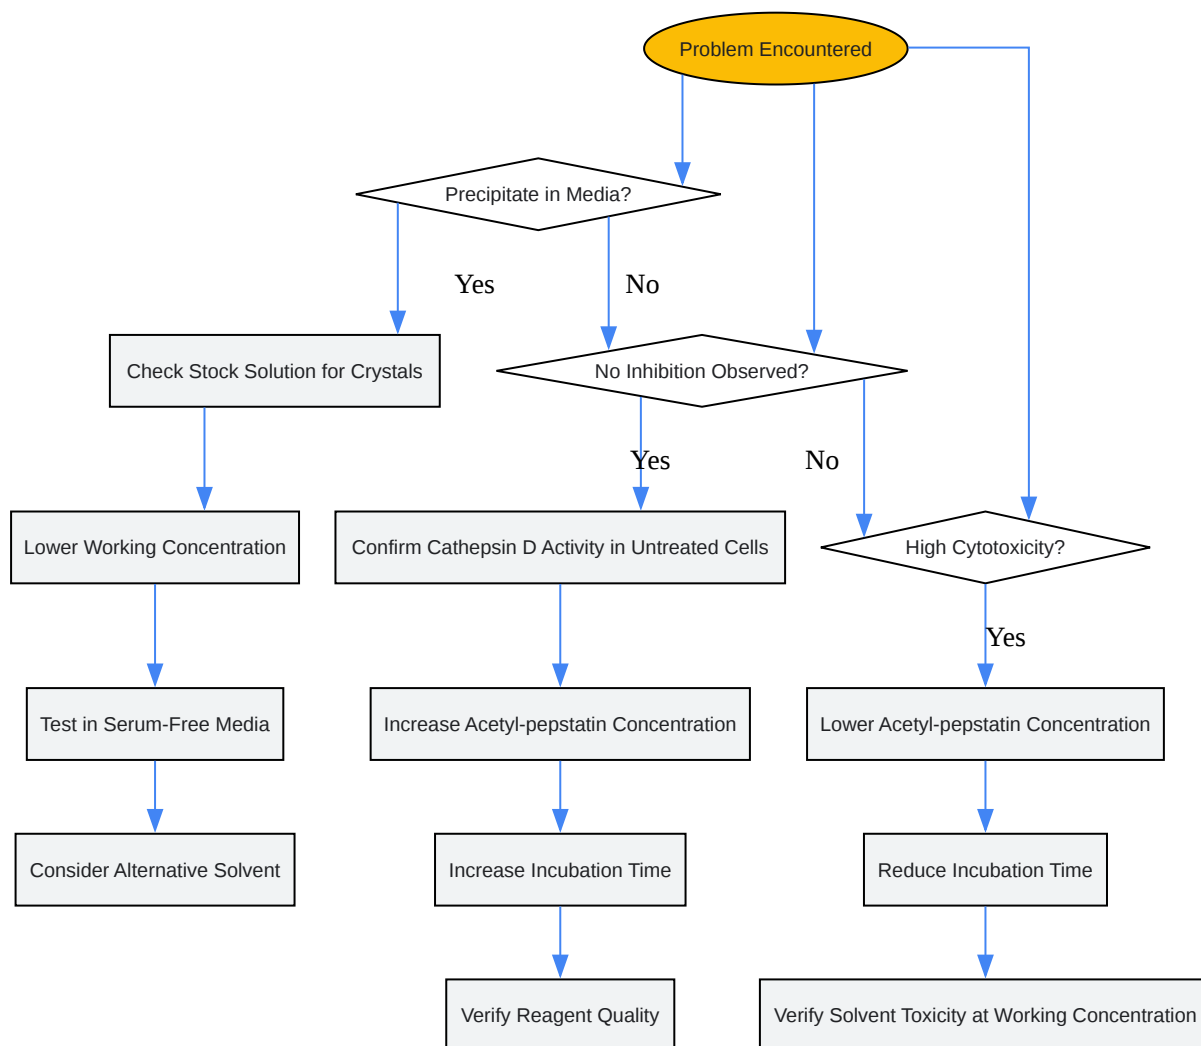 Problem Encountered
Precipitate in Media?
Yes
No
Check Stock Solution for Crystals
No Inhibition Observed?
Yes
No
Lower Working Concentration
Confirm Cathepsin D Activity in Untreated Cells
High Cytotoxicity?
Yes
Test in Serum-Free Media
Increase Acetyl-pepstatin Concentration
Lower Acetyl-pepstatin Concentration
Consider Alternative Solvent
Increase Incubation Time
Reduce Incubation Time
Verify Reagent Quality
Verify Solvent Toxicity at Working Concentration